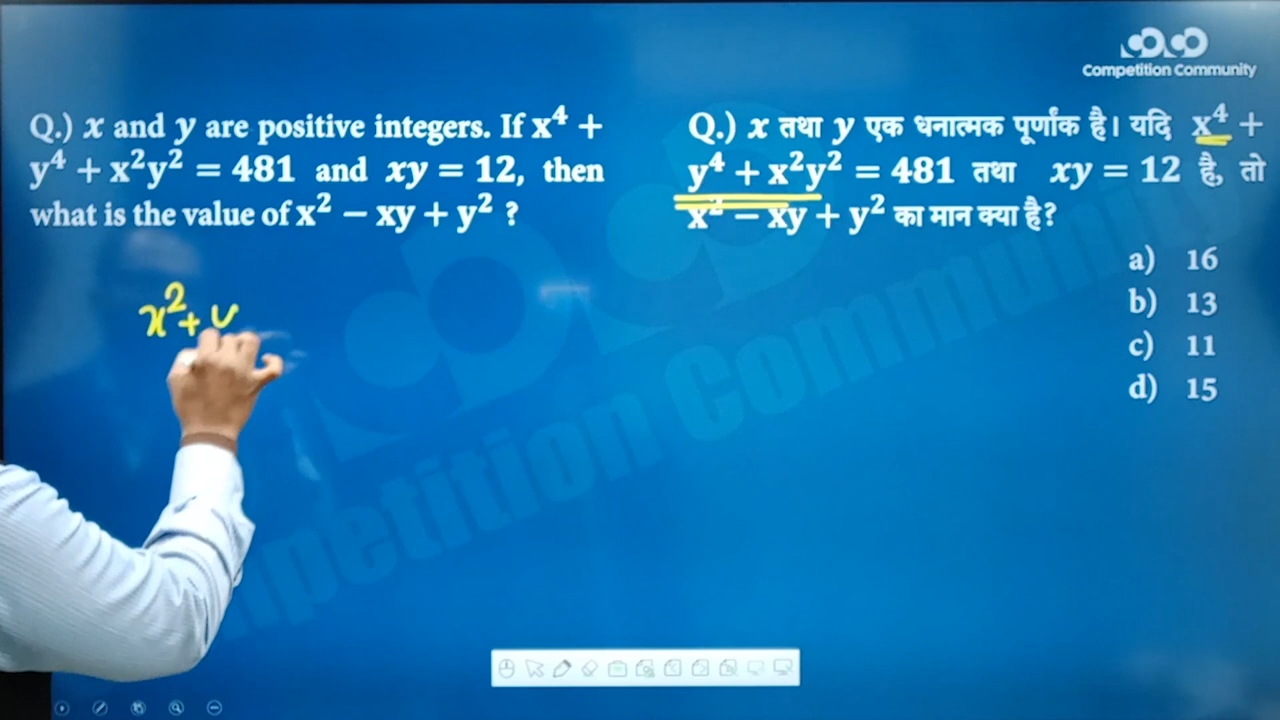 Competition Community
Q.) x and y are positive integers. If x⁴ +
y⁴ + x²y² = 481 and xy = 12, then
what is the value of x² – xy + y² ?
Q.) x तथा y एक धनात्मक पूर्णांक है। यदि x⁴ +
y⁴ + x²y² = 481 तथा xy = 12 है, तो
x² – xy + y² का मान क्या है?
a) 16
b) 13
c) 11
d) 15
x² +
Competition Community